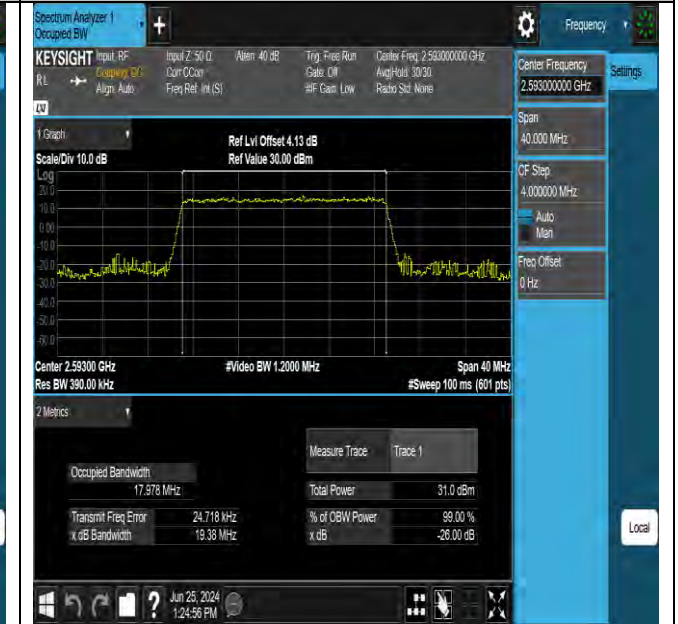 Spectrum Analyzer 1
Occupied BW
+
Frequency
KEYSIGHT
RL
Input: RF
Coupling: DC
Align: Auto
Input Z: 50 Ω
Corr CCorr
Freq Ref: Int (S)
Atten: 40 dB
Trig: Free Run
Gate: Off
#IF Gain: Low
Center Freq: 2.593000000 GHz
Avg|Hold: 30/30
Radio Std: None
LW
1 Graph
Scale/Div 10.0 dB
Ref Lvl Offset 4.13 dB
Ref Value 30.00 dBm
Log
20.0
10.0
0.00
-10.0
-20.0
-30.0
-40.0
-50.0
-60.0
Center 2.59300 GHz
#Video BW 1.2000 MHz
Span 40 MHz
Res BW 390.00 kHz
#Sweep 100 ms (601 pts)
2 Metrics
Measure Trace
Trace 1
Occupied Bandwidth
17.978 MHz
Total Power
31.0 dBm
Transmit Freq Error
24.718 kHz
% of OBW Power
99.00 %
x dB Bandwidth
19.38 MHz
x dB
-26.00 dB
Center Frequency
2.593000000 GHz
Settings
Span
40.000 MHz
CF Step
4.000000 MHz
Auto
Man
Freq Offset
0 Hz
Local
?
Jun 25, 2024
1:24:56 PM